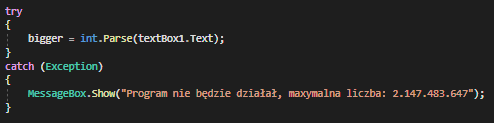 try
{
bigger = int.Parse(textBox1.Text);
}
catch (Exception)
{
MessageBox.Show("Program nie będzie działał, maxymalna liczba: 2.147.483.647");
}